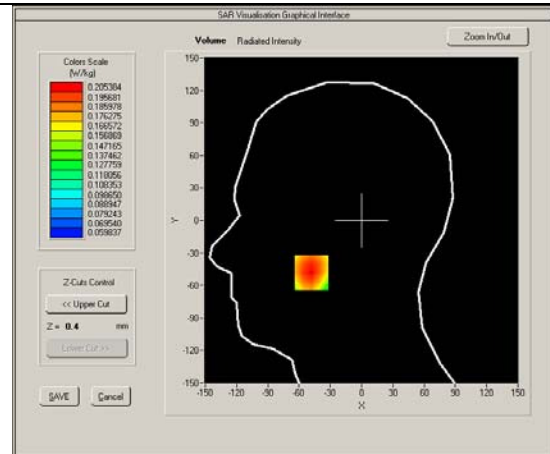 SAR Visualisation Graphical Interface
Volume Radiated Intensity
Zoom In/Out
Colors Scale
(W/kg)
0.205384
0.195681
0.185978
0.176275
0.166572
0.156869
0.147165
0.137462
0.127759
0.118056
0.108353
0.098650
0.088947
0.079243
0.069540
0.059837
Z-Cuts Control
<< Upper Cut
Z = 0.4 mm
Lower Cut >>
SAVE Cancel
150
120
90
60
30
0
-30
-60
-90
-120
-150
Y
-150 -120 -90 -60 -30 0 30 60 90 120 150
X